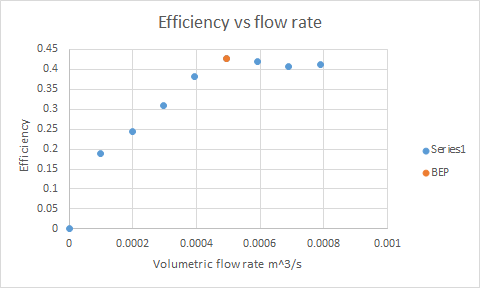 Efficiency vs flow rate
0.45
0.4
0.35
0.3
0.25
0.2
0.15
0.1
0.05
0
Efficiency
0 0.0002 0.0004 0.0006 0.0008 0.001
Volumetric flow rate m^3/s
Series1
BEP